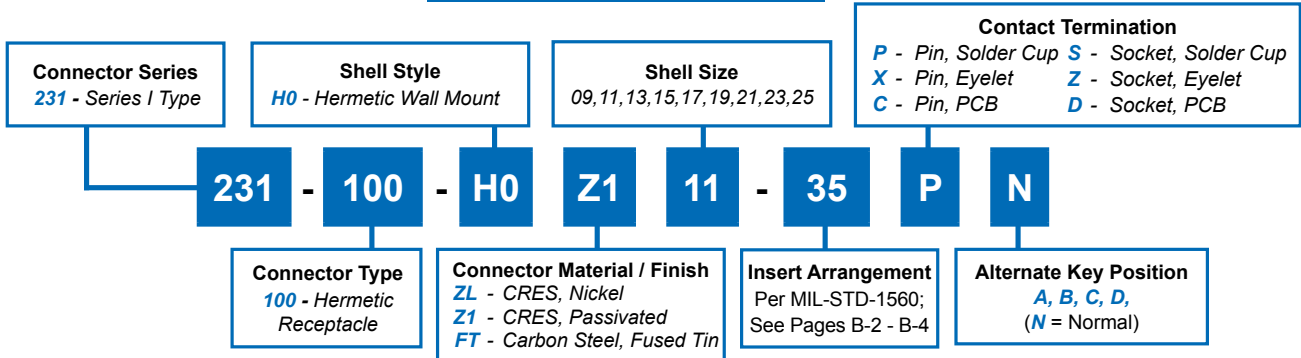 Connector Series
231 - Series I Type
Shell Style
H0 - Hermetic Wall Mount
Shell Size
09,11,13,15,17,19,21,23,25
Contact Termination
P - Pin, Solder Cup S - Socket, Solder Cup
X - Pin, Eyelet Z - Socket, Eyelet
C - Pin, PCB D - Socket, PCB
231 - 100 - H0 Z1 11 - 35 P N
Connector Type
100 - Hermetic
Receptacle
Connector Material / Finish
ZL - CRES, Nickel
Z1 - CRES, Passivated
FT - Carbon Steel, Fused Tin
Insert Arrangement
Per MIL-STD-1560;
See Pages B-2 - B-4
Alternate Key Position
A, B, C, D,
(N = Normal)